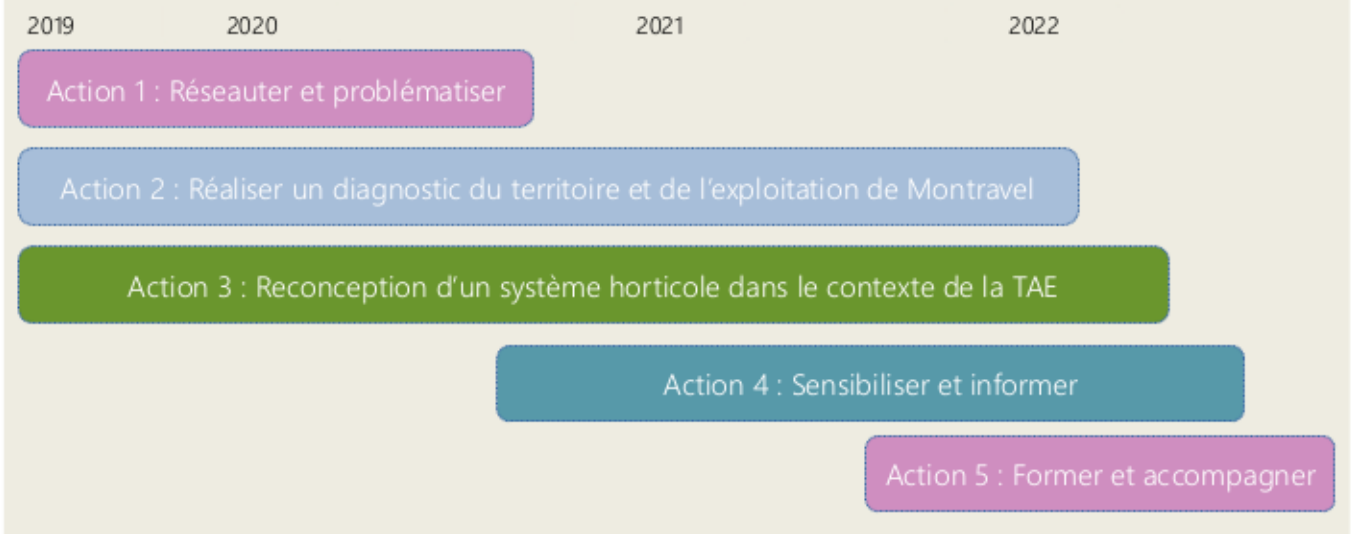 2019 2020 2021 2022
Action 1 : Réseauter et problématiser
Action 2 : Réaliser un diagnostic du territoire et de l'exploitation de Montravel
Action 3 : Reconception d'un système horticole dans le contexte de la TAE
Action 4 : Sensibiliser et informer
Action 5 : Former et accompagner